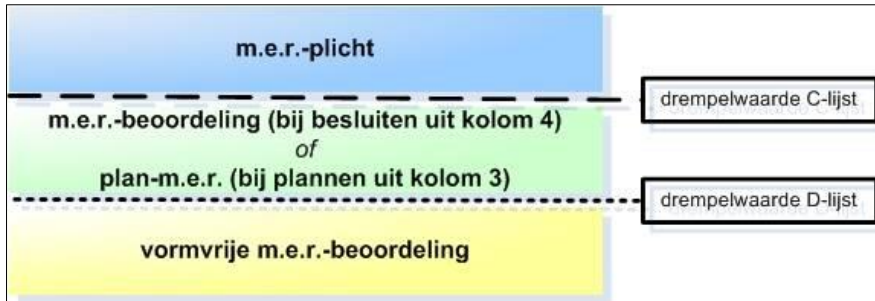 m.e.r.-plicht
drempelwaarde C-lijst
m.e.r.-beoordeling (bij besluiten uit kolom 4)
of
plan-m.e.r. (bij plannen uit kolom 3)
drempelwaarde D-lijst
vormvrije m.e.r.-beoordeling